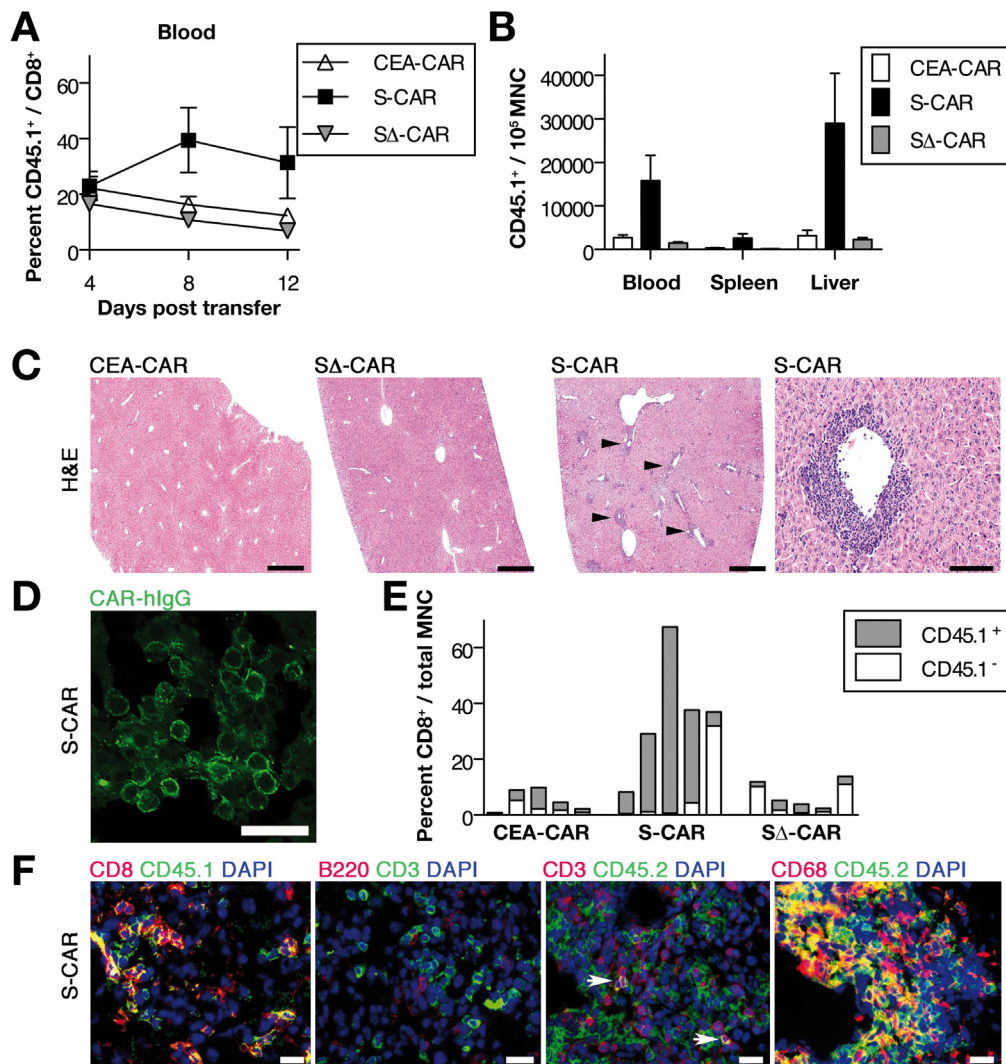 A
Blood
Percent CD45.1⁺ / CD8⁺
60
40
20
0
4
8
12
Days post transfer
CEA-CAR
S-CAR
SΔ-CAR
B
CD45.1⁺ / 10⁵ MNC
40000
30000
20000
10000
0
Blood
Spleen
Liver
CEA-CAR
S-CAR
SΔ-CAR
C
CEA-CAR
SΔ-CAR
S-CAR
S-CAR
H&E
D
CAR-hIgG
S-CAR
E
Percent CD8⁺ / total MNC
60
40
20
0
CEA-CAR
S-CAR
SΔ-CAR
CD45.1⁺
CD45.1⁻
F
CD8 CD45.1 DAPI
B220 CD3 DAPI
CD3 CD45.2 DAPI
CD68 CD45.2 DAPI
S-CAR